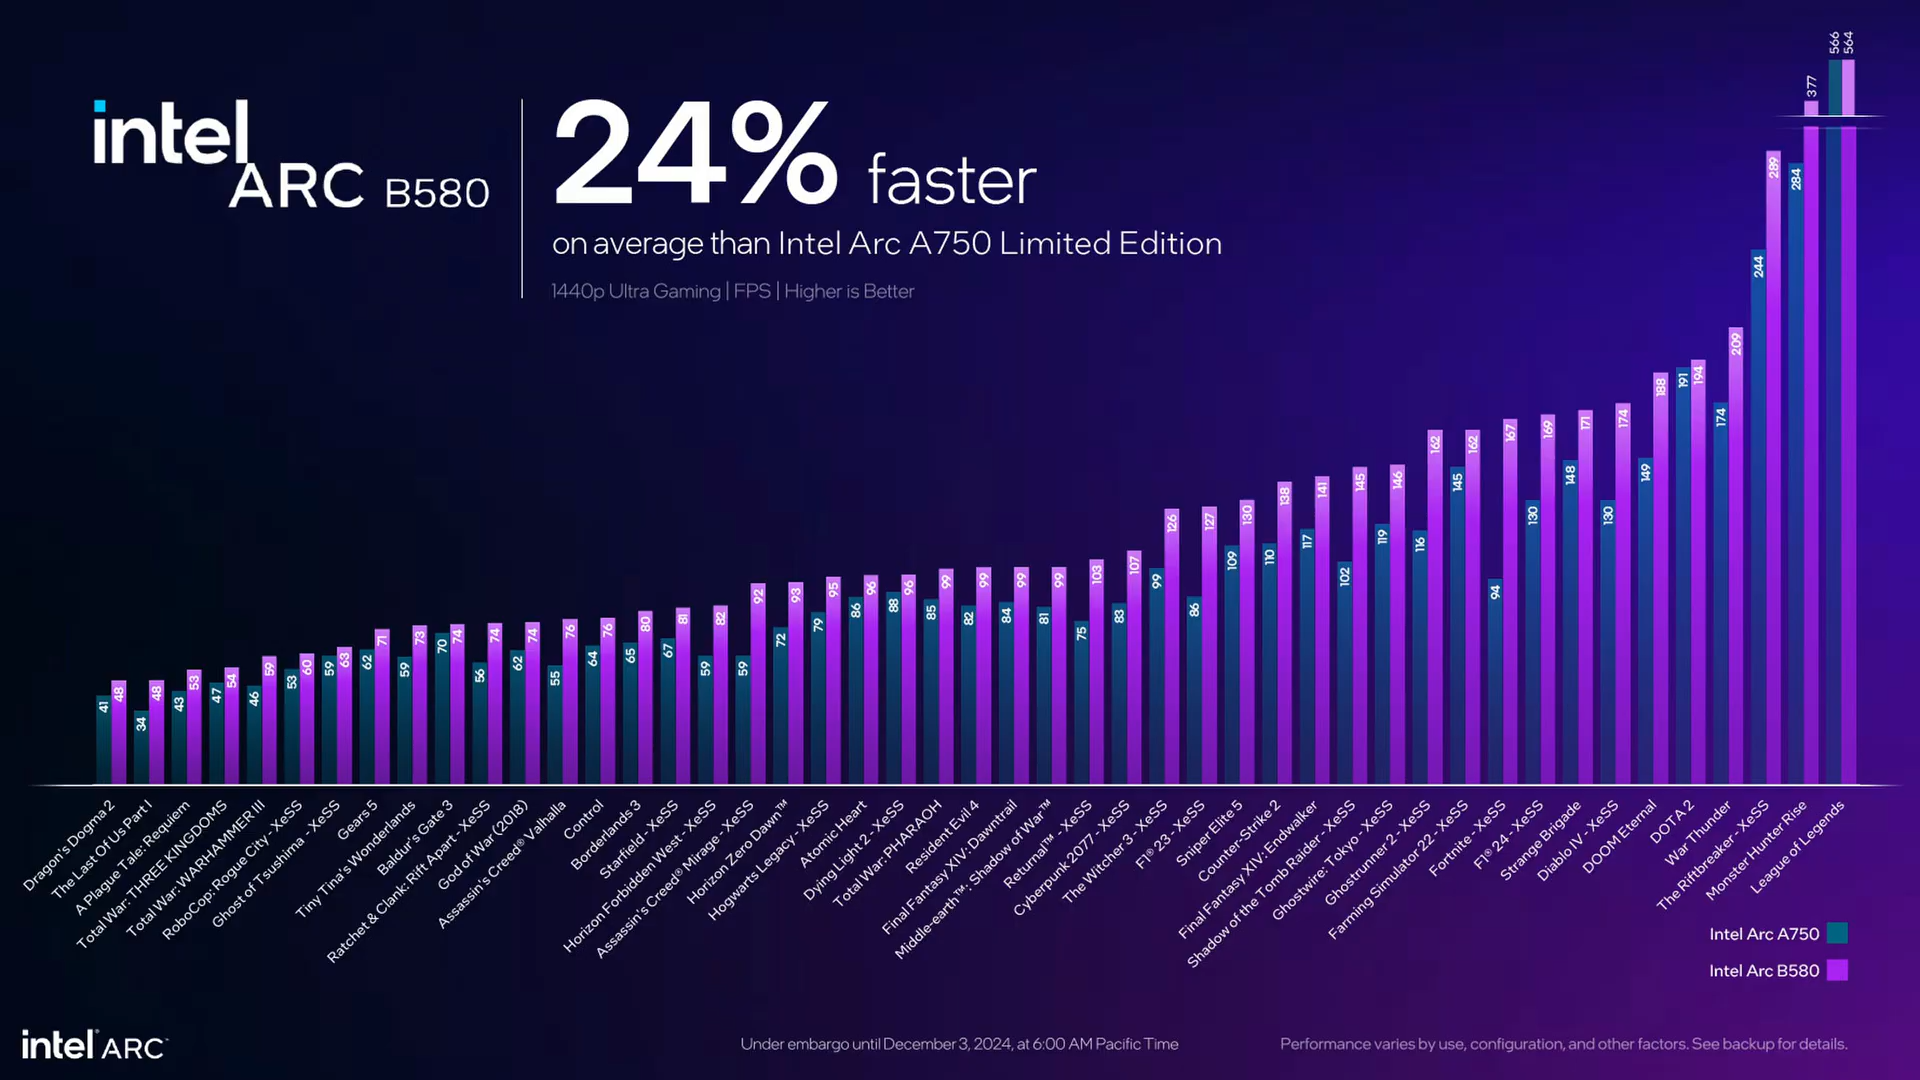 intel
ARC B580
24% faster
on average than Intel Arc A750 Limited Edition
1440p Ultra Gaming | FPS | Higher is Better
41 48
34 48
43 53
47 54
46 59
53 60
59 63
62 71
59 73
70 74
56 74
62 74
55 76
64 76
65 80
67 81
59 82
59 92
72 93
79 95
86 96
88 96
85 99
82 99
84 99
81 99
75 103
83 107
99 126
86 127
109 130
110 138
117 141
102 145
119 146
116 162
145 162
94 167
130 169
148 171
130 174
149 188
191 194
174 209
244 289
284 377
566 564
Dragon's Dogma 2
The Last Of Us Part I
A Plague Tale: Requiem
Total War: THREE KINGDOMS
Total War: WARHAMMER III
RoboCop: Rogue City - XeSS
Ghost of Tsushima - XeSS
Gears 5
Tiny Tina's Wonderlands
Baldur's Gate 3
Ratchet & Clank: Rift Apart - XeSS
God of War (2018)
Assassin's Creed® Valhalla
Control
Borderlands 3
Starfield - XeSS
Horizon Forbidden West - XeSS
Assassin's Creed® Mirage - XeSS
Horizon Zero Dawn™
Hogwarts Legacy - XeSS
Atomic Heart
Dying Light 2 - XeSS
Total War: PHARAOH
Resident Evil 4
Final Fantasy XIV: Dawntrail
Middle-earth™: Shadow of War™
Returnal™ - XeSS
Cyberpunk 2077 - XeSS
The Witcher 3 - XeSS
F1® 23 - XeSS
Sniper Elite 5
Counter-Strike 2
Final Fantasy XIV: Endwalker
Shadow of the Tomb Raider - XeSS
Ghostwire: Tokyo - XeSS
Ghostrunner 2 - XeSS
Farming Simulator 22 - XeSS
Fortnite - XeSS
F1® 24 - XeSS
Strange Brigade
Diablo IV - XeSS
DOOM Eternal
DOTA 2
War Thunder
The Riftbreaker - XeSS
Monster Hunter Rise
League of Legends
Intel Arc A750
Intel Arc B580
intel® ARC™
Under embargo until December 3, 2024, at 6:00 AM Pacific Time
Performance varies by use, configuration, and other factors. See backup for details.